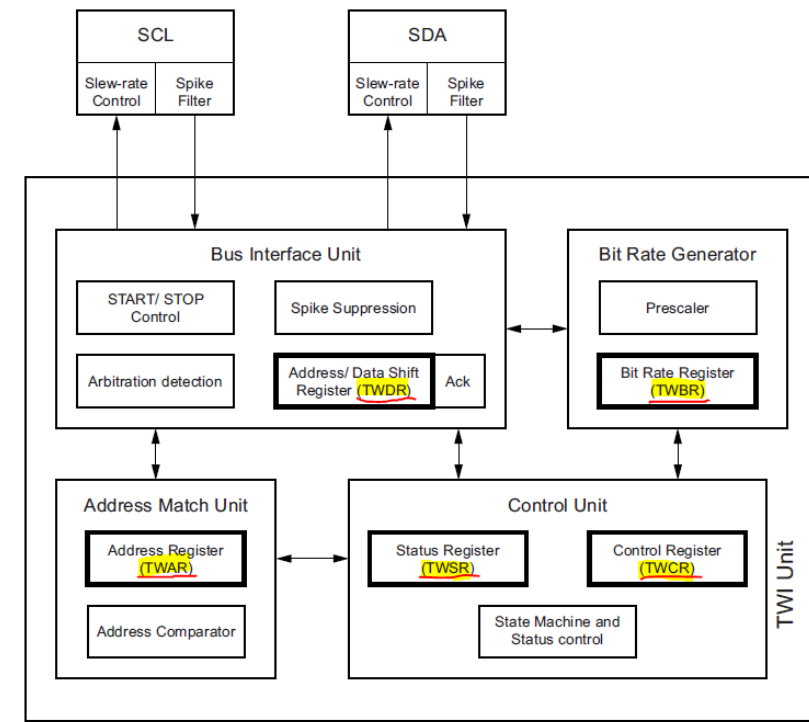 SCL
Slew-rate
Control
Spike
Filter
SDA
Slew-rate
Control
Spike
Filter
Bus Interface Unit
START/ STOP
Control
Spike Suppression
Arbitration detection
Address/ Data Shift
Register (TWDR)
Ack
Bit Rate Generator
Prescaler
Bit Rate Register
(TWBR)
Address Match Unit
Address Register
(TWAR)
Address Comparator
Control Unit
Status Register
(TWSR)
Control Register
(TWCR)
State Machine and
Status control
TWI Unit